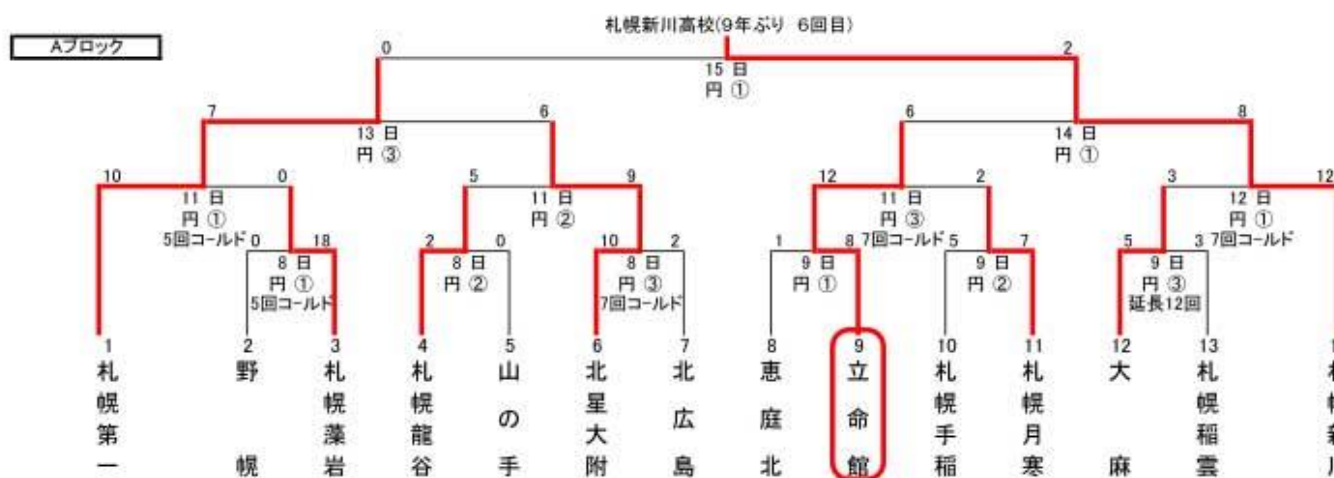 札幌新川高校(9年ぶり 6回目)
Aブロック
0
2
15 日
円 ①
7
6
6
8
13 日
円 ③
14 日
円 ①
10
0
5
9
12
2
3
12
11 日
円 ①
5回コールド
11 日
円 ②
11 日
円 ③
7回コールド
12 日
円 ①
7回コールド
0
18
2
0
10
2
1
8
5
7
5
3
8 日
円 ①
5回コールド
8 日
円 ②
8 日
円 ③
7回コールド
9 日
円 ①
9 日
円 ②
9 日
円 ③
延長12回
1
2
3
4
5
6
7
8
9
10
11
12
13
札幌第一
野幌
札幌藻岩
札幌龍谷
山の手
北星大附
北広島
恵庭北
立命館
札幌手稲
札幌月寒
大麻
札幌稲雲